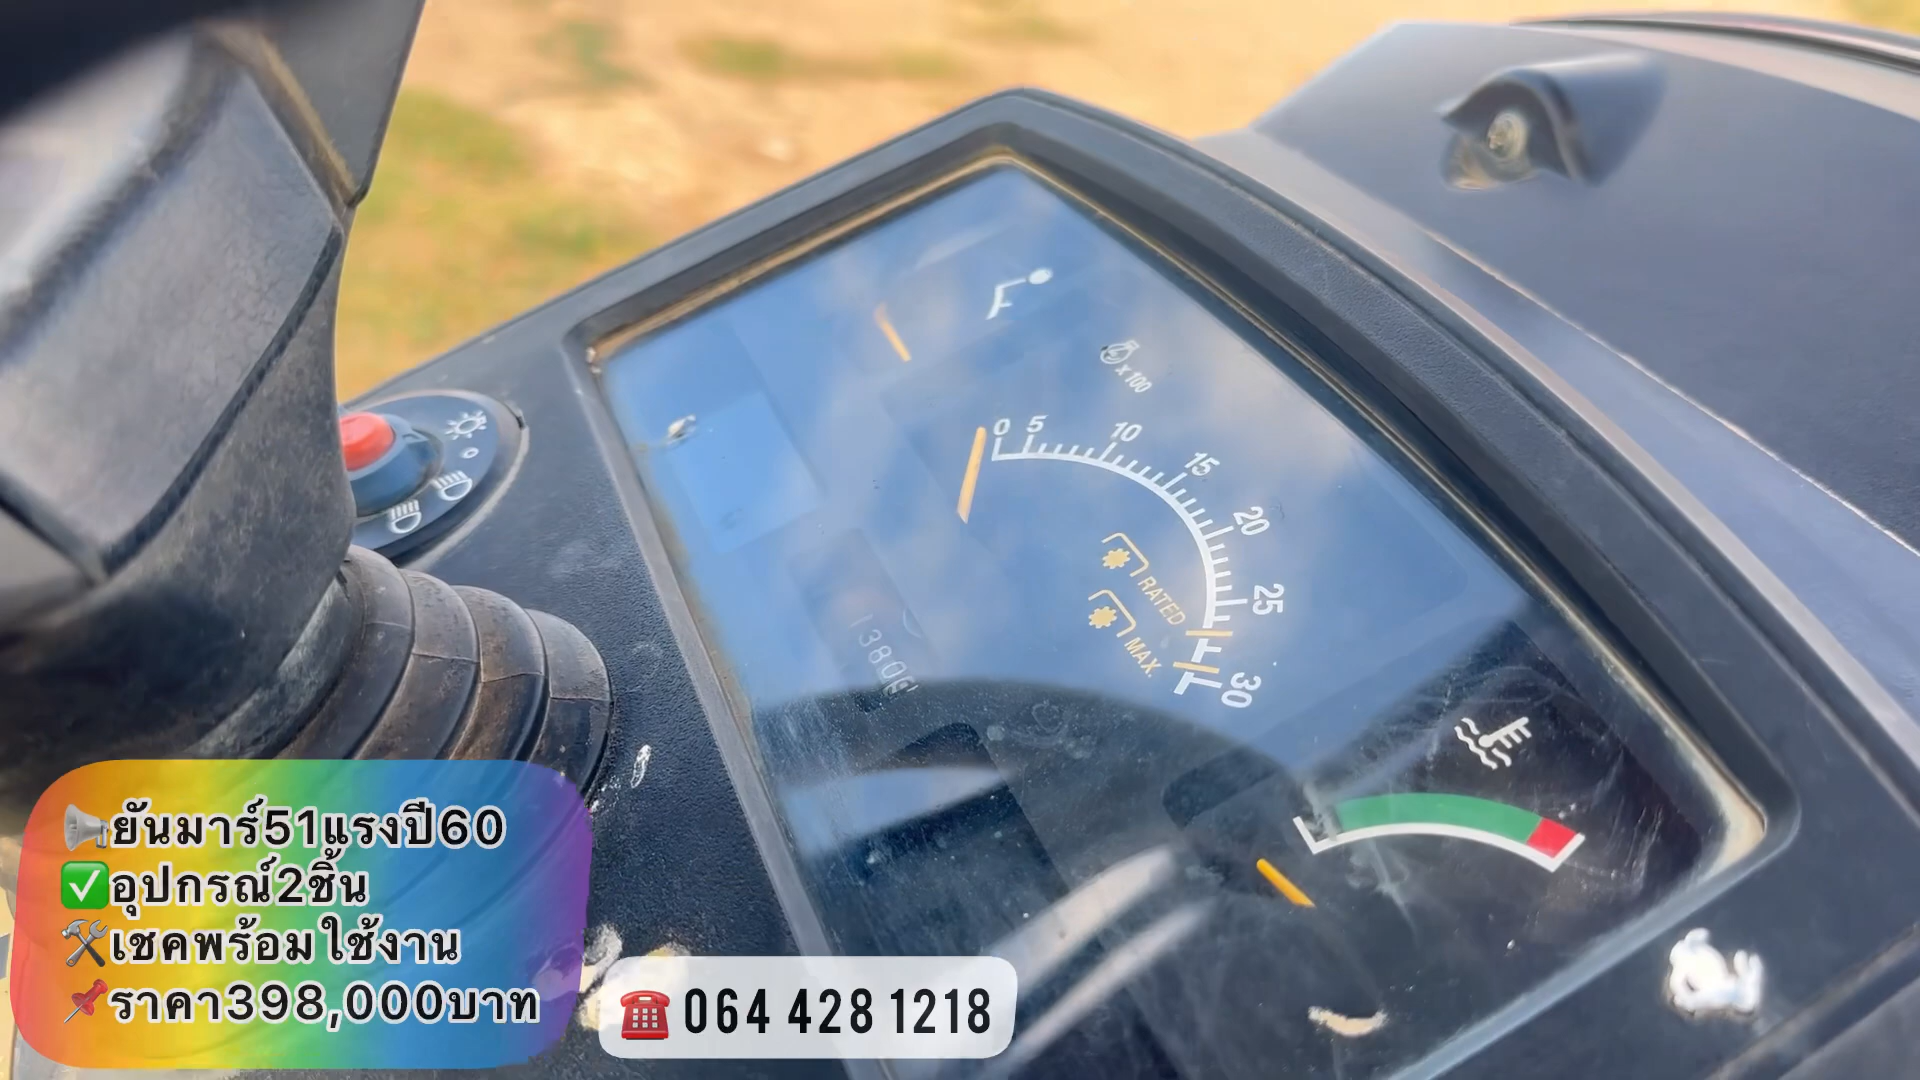 x 100
0 5 10 15 20 25 30
RATED
MAX.
ยันมาร์51แรงปี60
อุปกรณ์2ชิ้น
เชคพร้อมใช้งาน
ราคา398,000บาท
064 428 1218